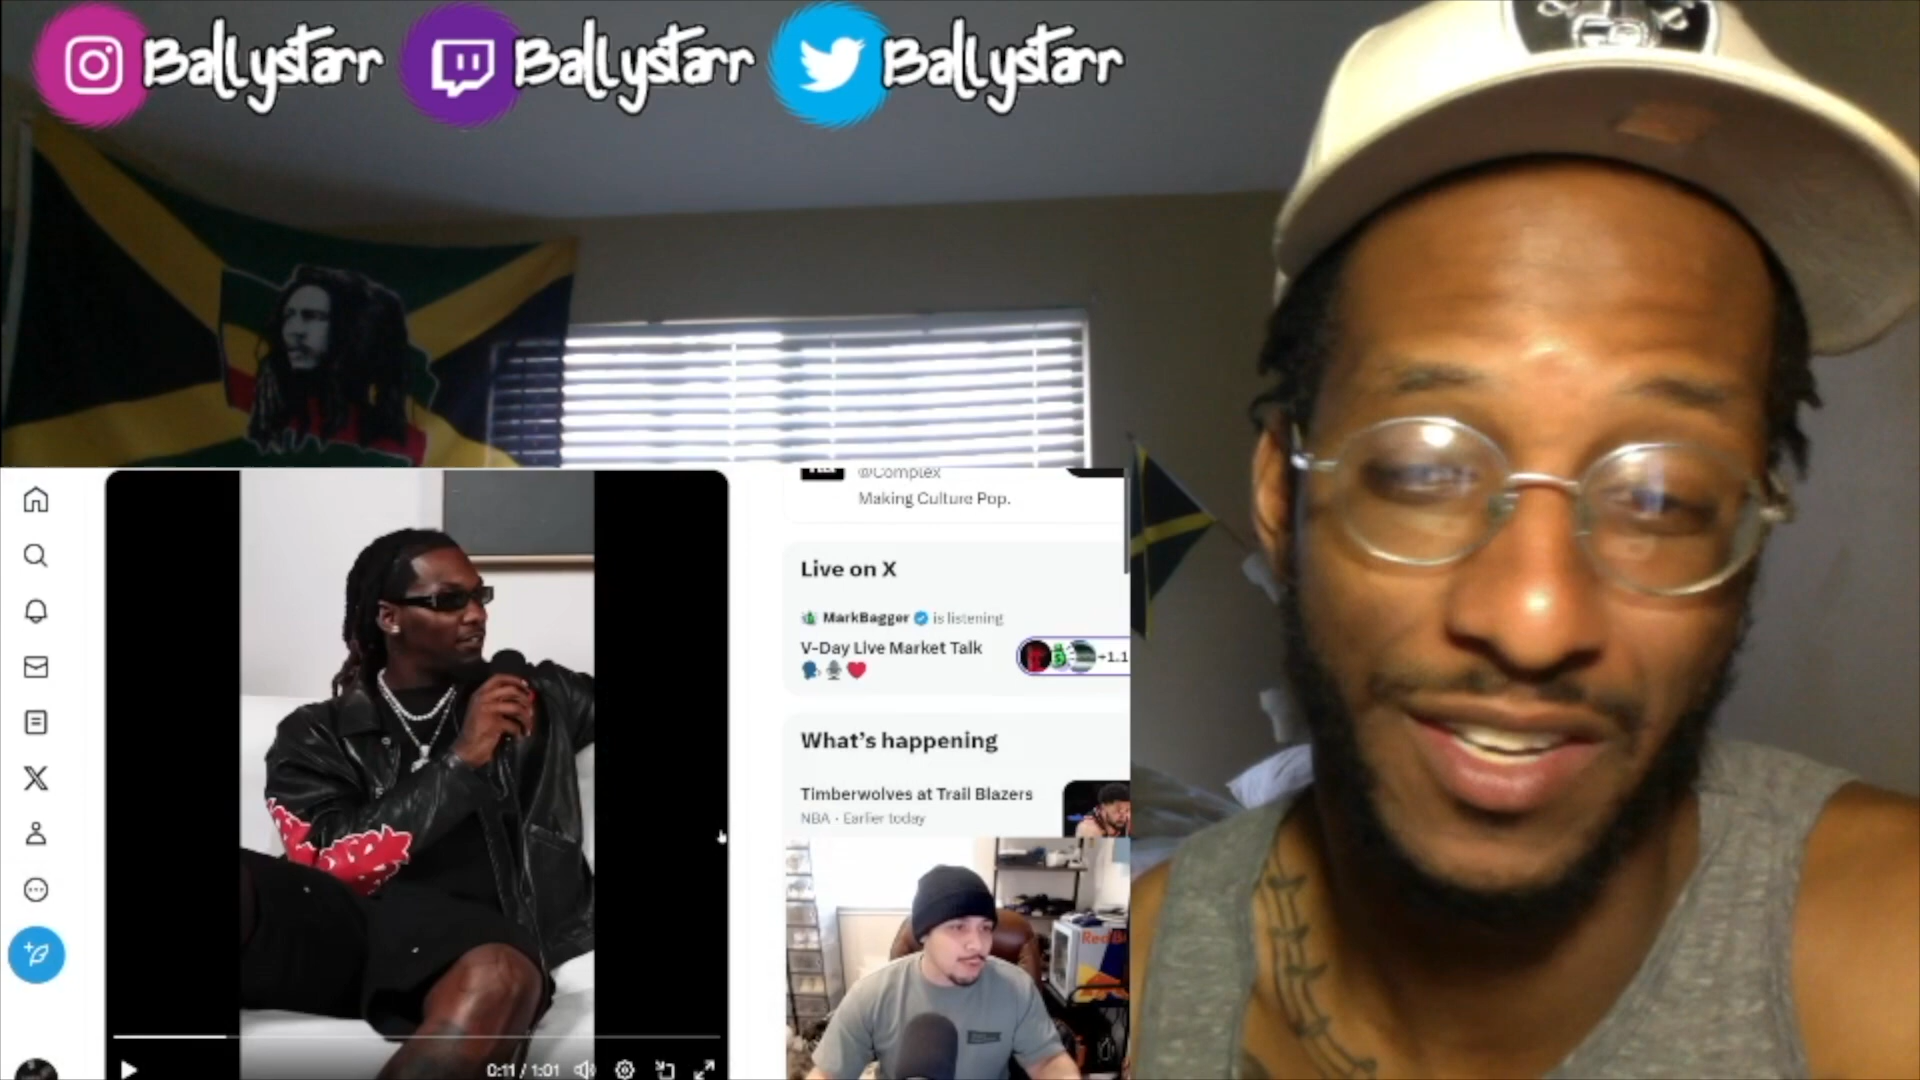 Ballystarr Ballystarr Ballystarr
@Complex
Making Culture Pop.
Live on X
MarkBagger is listening
V-Day Live Market Talk
+1.1
What's happening
Timberwolves at Trail Blazers
NBA · Earlier today
0:11 / 1:01